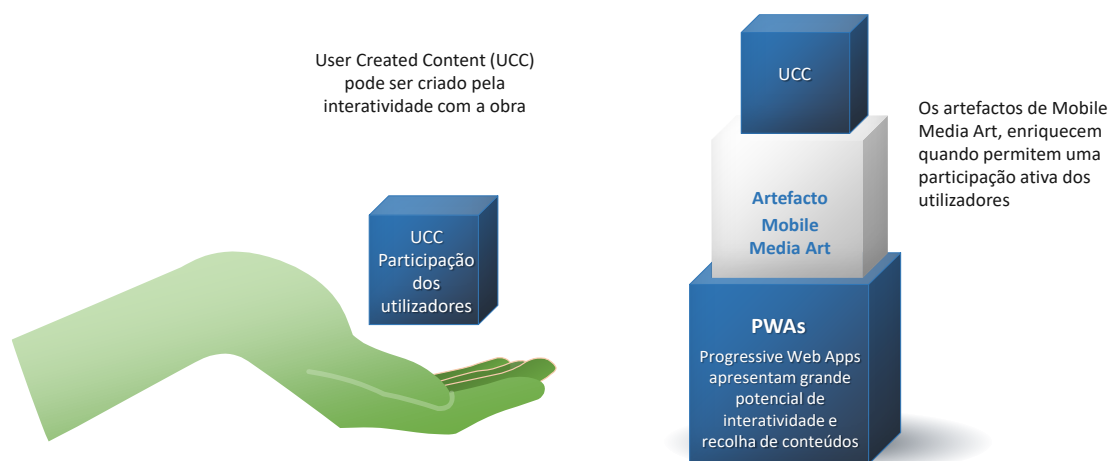 User Created Content (UCC)
pode ser criado pela
interatividade com a obra
UCC
Participação
dos
utilizadores
UCC
Artefacto
Mobile
Media Art
PWAs
Progressive Web Apps
apresentam grande
potencial de
interatividade e
recolha de conteúdos
Os artefactos de Mobile
Media Art, enriquecem
quando permitem uma
participação ativa dos
utilizadores